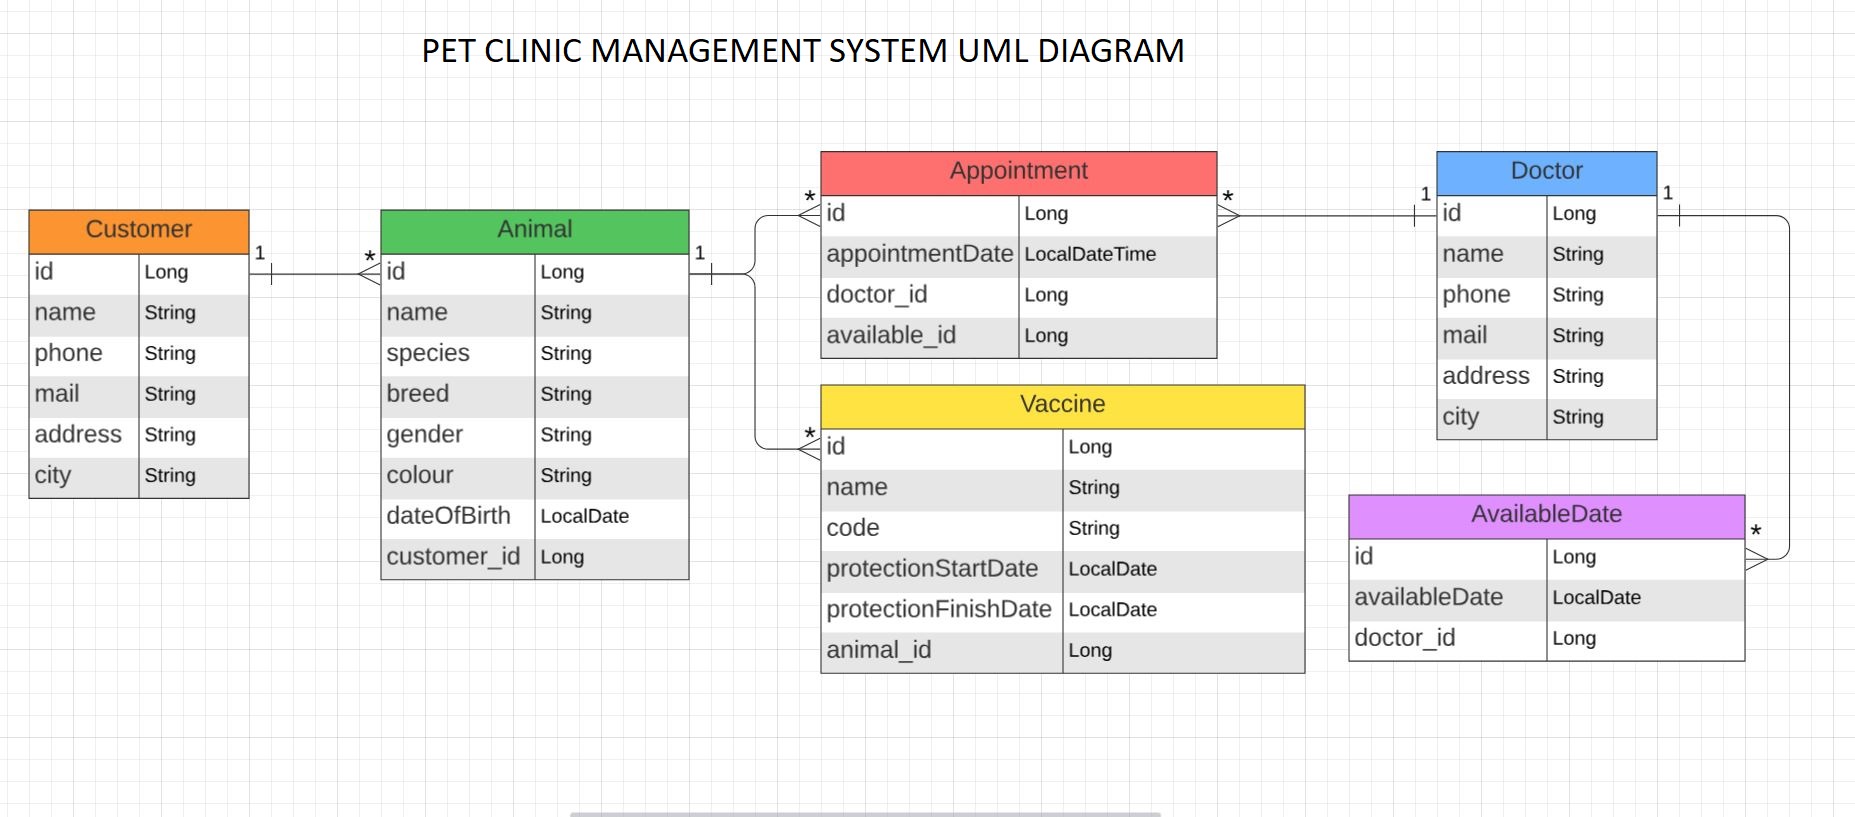 PET CLINIC MANAGEMENT SYSTEM UML DIAGRAM
Customer
id Long
name String
phone String
mail String
address String
city String
1 *
Animal
id Long
name String
species String
breed String
gender String
colour String
dateOfBirth LocalDate
customer_id Long
1 *
*
Appointment
id Long
appointmentDate LocalDateTime
doctor_id Long
available_id Long
* 1
Vaccine
id Long
name String
code String
protectionStartDate LocalDate
protectionFinishDate LocalDate
animal_id Long
Doctor
id Long
name String
phone String
mail String
address String
city String
1 *
AvailableDate
id Long
availableDate LocalDate
doctor_id Long